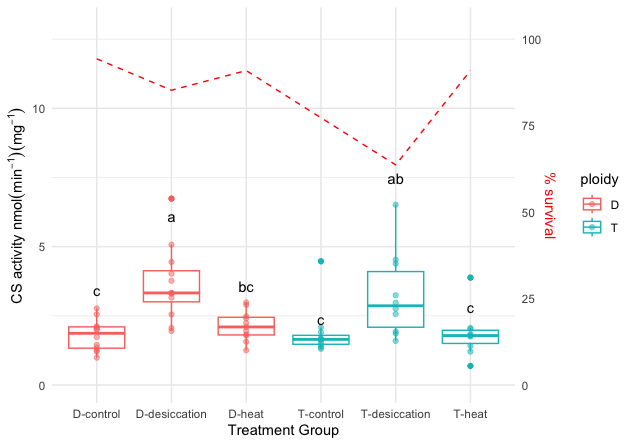 CS activity nmol(min⁻¹)(mg⁻¹)
10
5
0
c
a
bc
c
ab
c
100
75
50
25
0
% survival
ploidy
D
T
D-control D-desiccation D-heat T-control T-desiccation T-heat
Treatment Group